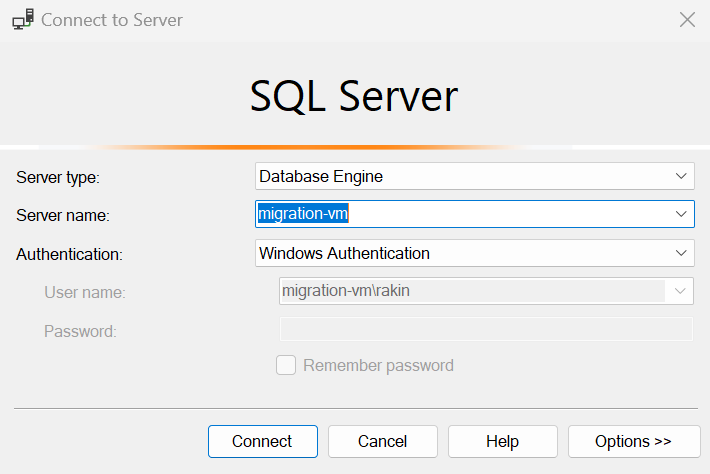 Connect to Server
SQL Server
Server type: Database Engine
Server name: migration-vm
Authentication: Windows Authentication
User name: migration-vm\rakin
Password:
Remember password
Connect Cancel Help Options >>